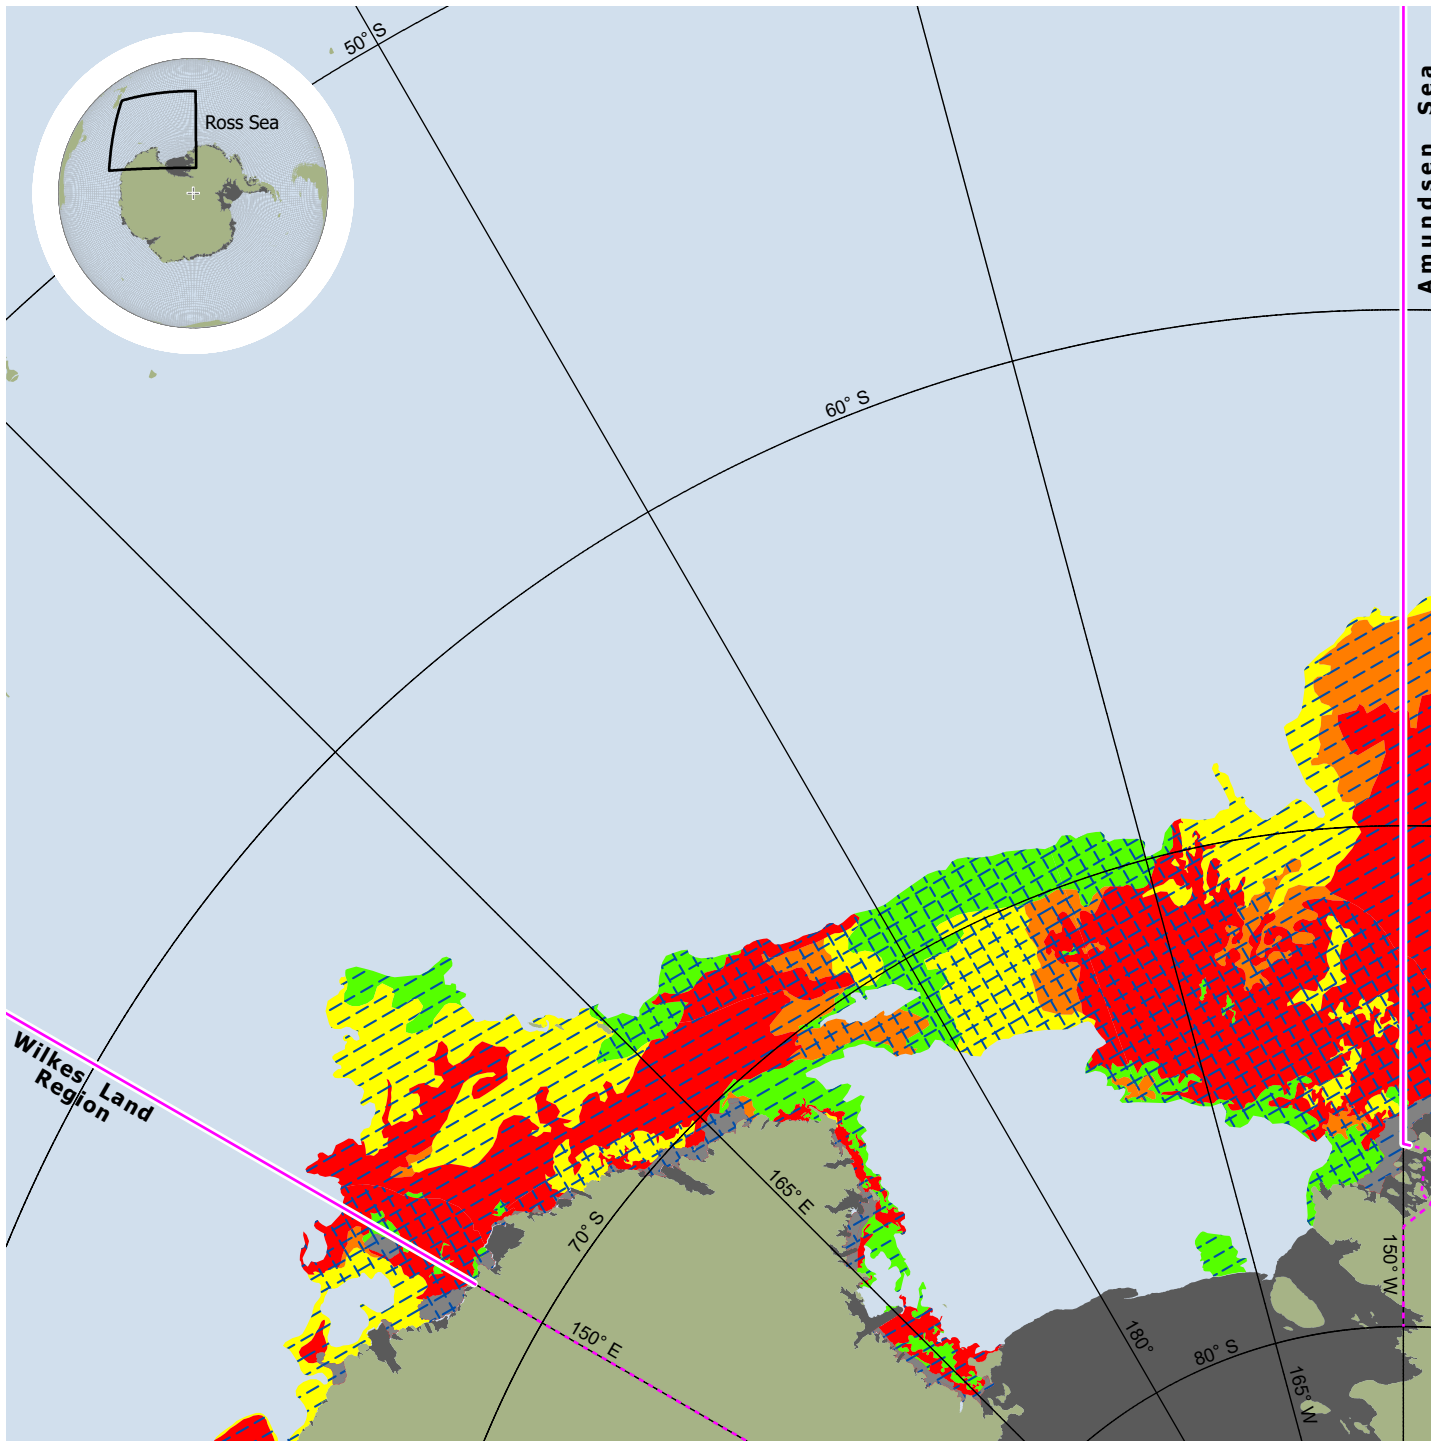 50° S
Ross Sea
Amundsen Sea
60° S
Wilkes Land
Region
165° E
70° S
150° E
180°
80° S
165° W
150° W